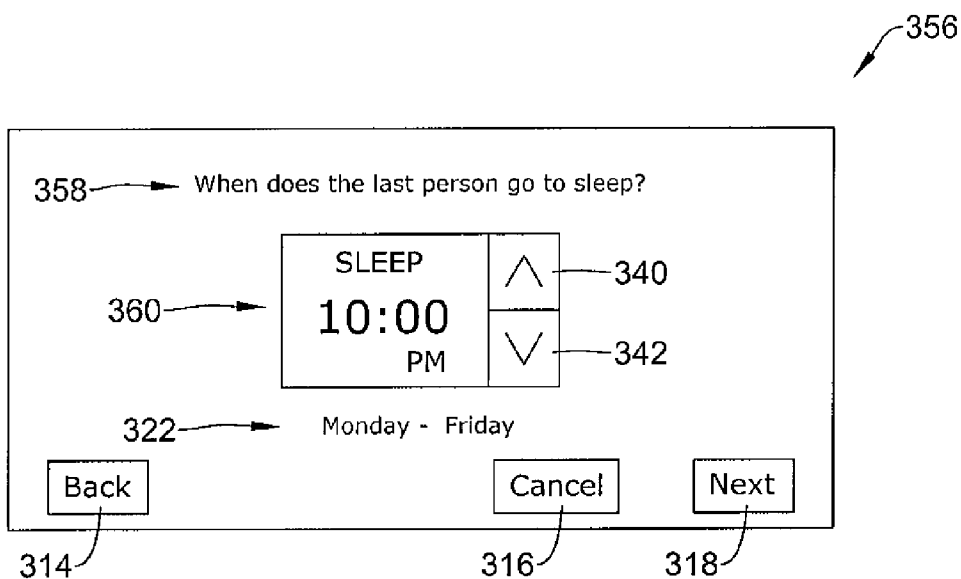 356
358 When does the last person go to sleep?
SLEEP 340
360 10:00
PM 342
322 Monday - Friday
Back Cancel Next
314 316 318